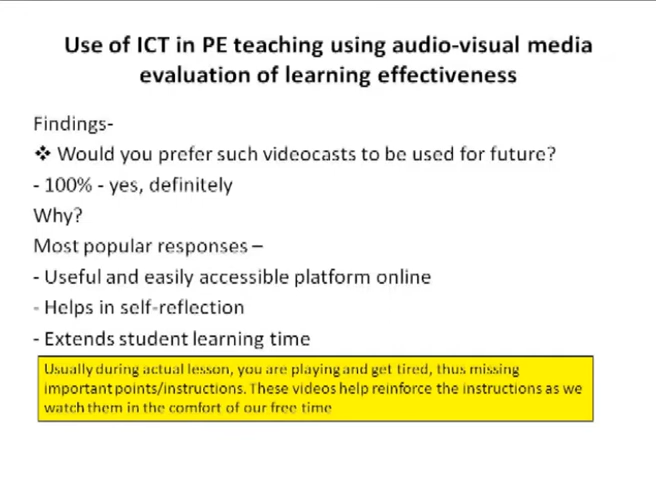 Use of ICT in PE teaching using audio-visual media
evaluation of learning effectiveness
Findings-
❖ Would you prefer such videocasts to be used for future?
- 100% - yes, definitely
Why?
Most popular responses –
- Useful and easily accessible platform online
- Helps in self-reflection
- Extends student learning time
Usually during actual lesson, you are playing and get tired, thus missing
important points/instructions. These videos help reinforce the instructions as we
watch them in the comfort of our free time